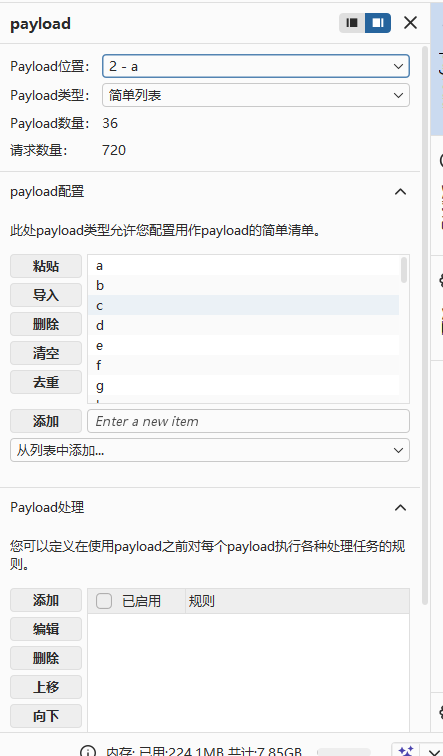 payload
Payload位置： 2 - a
Payload类型： 简单列表
Payload数量： 36
请求数量： 720
payload配置
此处payload类型允许您配置用作payload的简单清单。
粘贴
导入
删除
清空
去重
a
b
c
d
e
f
g
添加 Enter a new item
从列表中添加...
Payload处理
您可以定义在使用payload之前对每个payload执行各种处理任务的规
则。
添加
编辑
删除
上移
向下
已启用 规则
内存: 已用:224.1MB 共计:7.85GB